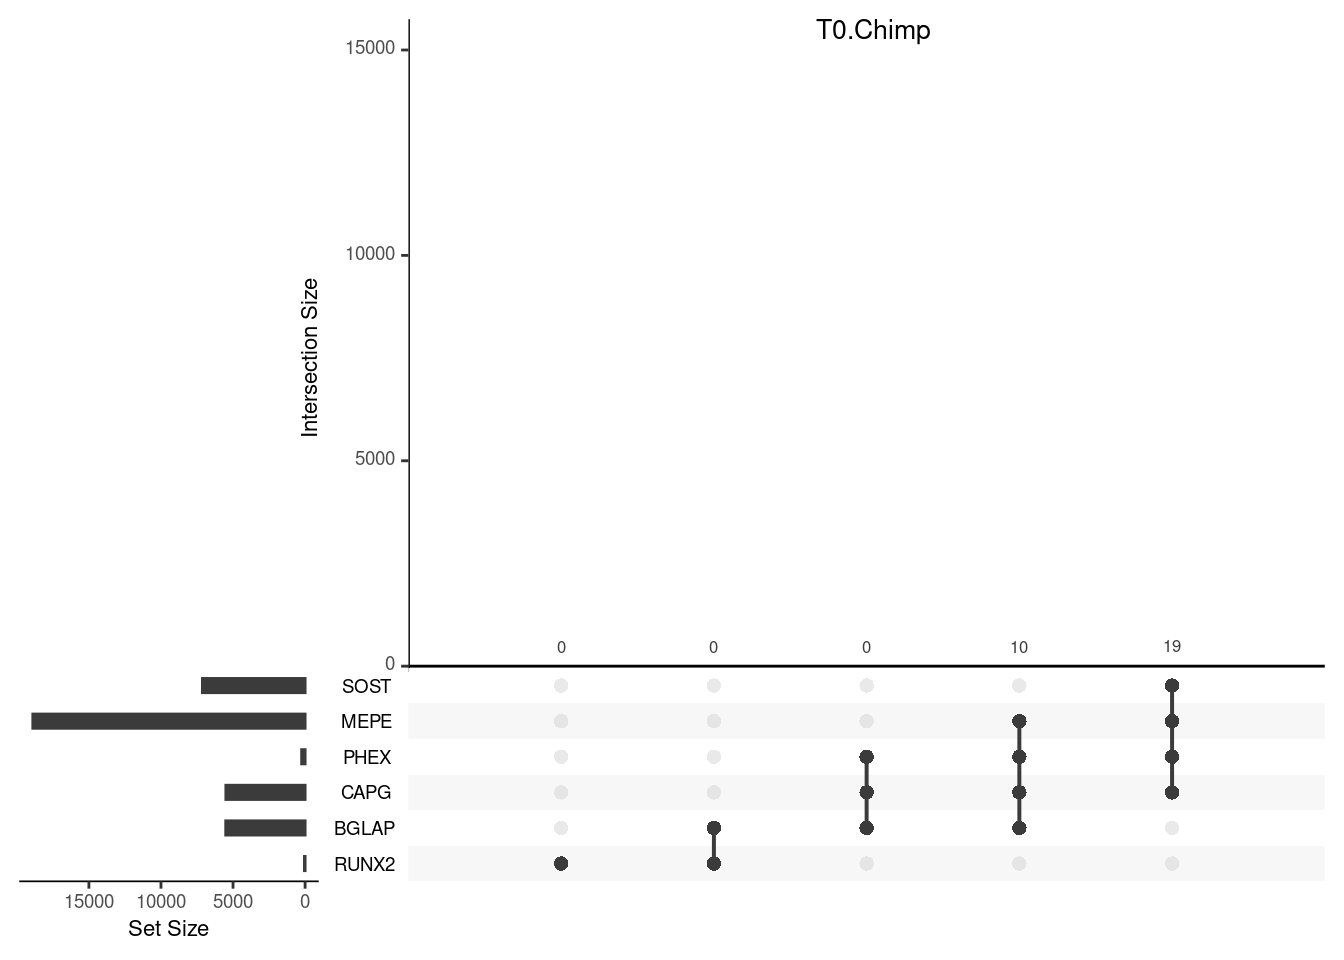 T0.Chimp
15000
10000
5000
0
Intersection Size
0 0 0 10 19
SOST
MEPE
PHEX
CAPG
BGLAP
RUNX2
15000 10000 5000 0
Set Size